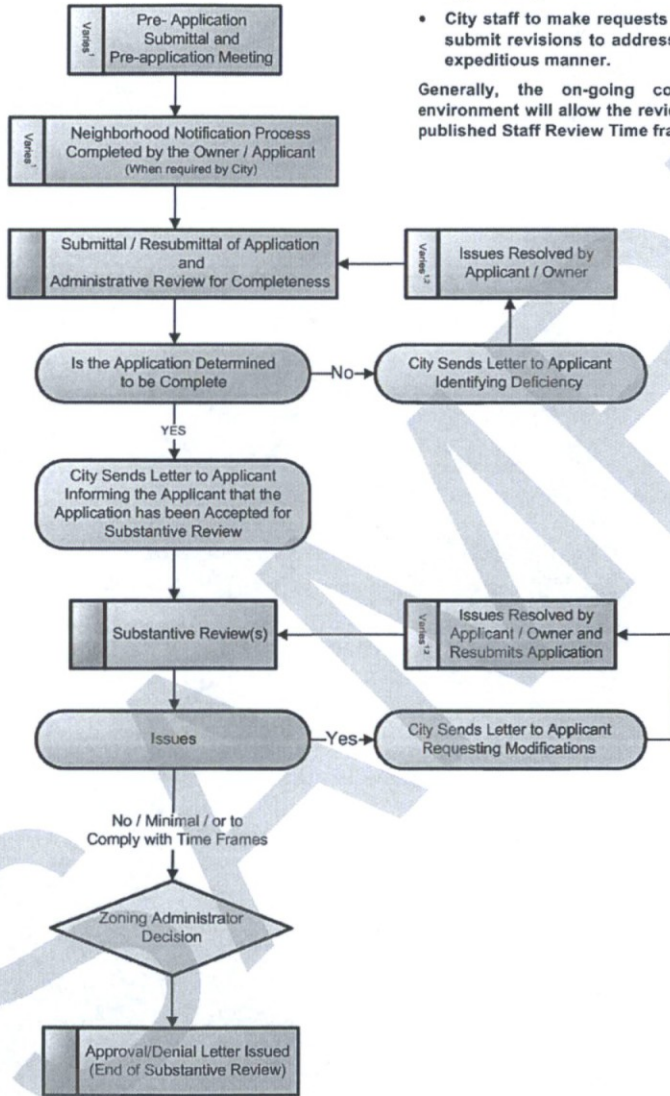 Varies¹
Pre- Application
Submittal and
Pre-application Meeting
• City staff to make requests
submit revisions to address
expeditious manner.
Generally, the on-going co
environment will allow the revie
published Staff Review Time fra
Varies¹
Neighborhood Notification Process
Completed by the Owner / Applicant
(When required by City)
Submittal / Resubmittal of Application
and
Administrative Review for Completeness
Varies¹,²
Issues Resolved by
Applicant / Owner
Is the Application Determined
to be Complete
No
City Sends Letter to Applicant
Identifying Deficiency
YES
City Sends Letter to Applicant
Informing the Applicant that the
Application has been Accepted for
Substantive Review
Substantive Review(s)
Varies¹,²
Issues Resolved by
Applicant / Owner and
Resubmits Application
Issues
Yes
City Sends Letter to Applicant
Requesting Modifications
No / Minimal / or to
Comply with Time Frames
Zoning Administrator
Decision
Approval/Denial Letter Issued
(End of Substantive Review)